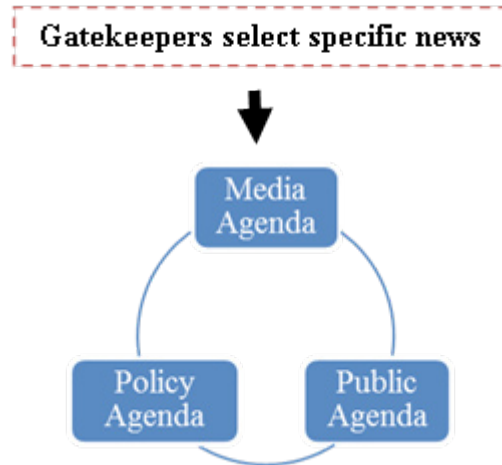 Gatekeepers select specific news
Media
Agenda
Policy
Agenda
Public
Agenda